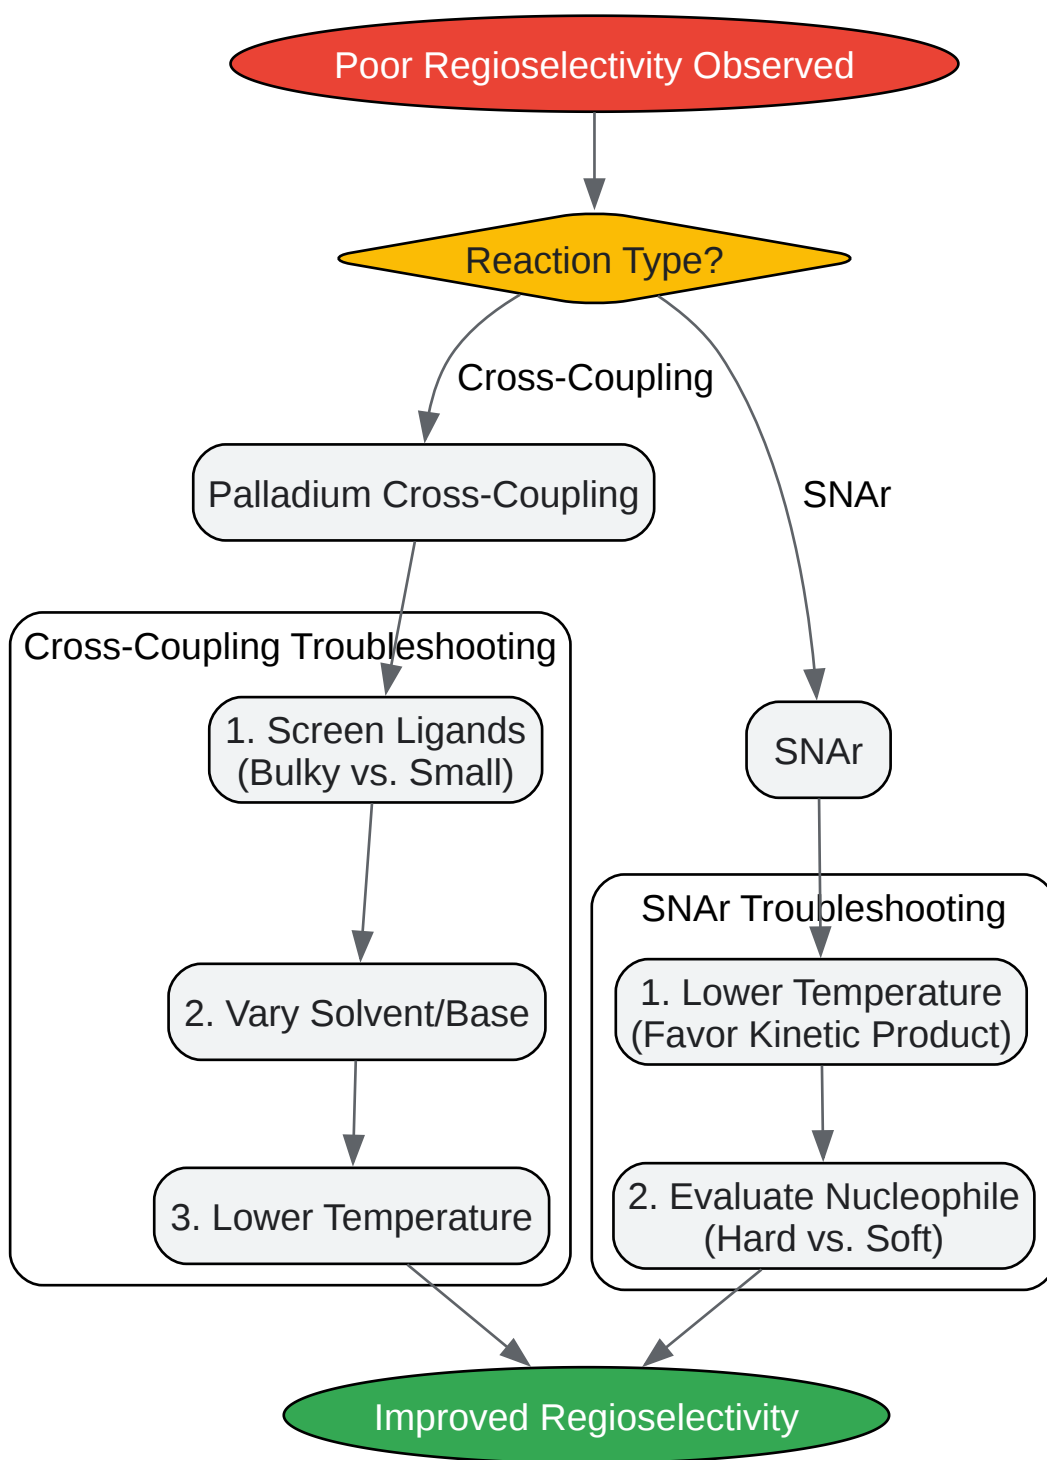 Poor Regioselectivity Observed
Reaction Type?
Cross-Coupling
Palladium Cross-Coupling
SNAr
Cross-Coupling Troubleshooting
1. Screen Ligands
(Bulky vs. Small)
SNAr
SNAr Troubleshooting
2. Vary Solvent/Base
1. Lower Temperature
(Favor Kinetic Product)
3. Lower Temperature
2. Evaluate Nucleophile
(Hard vs. Soft)
Improved Regioselectivity